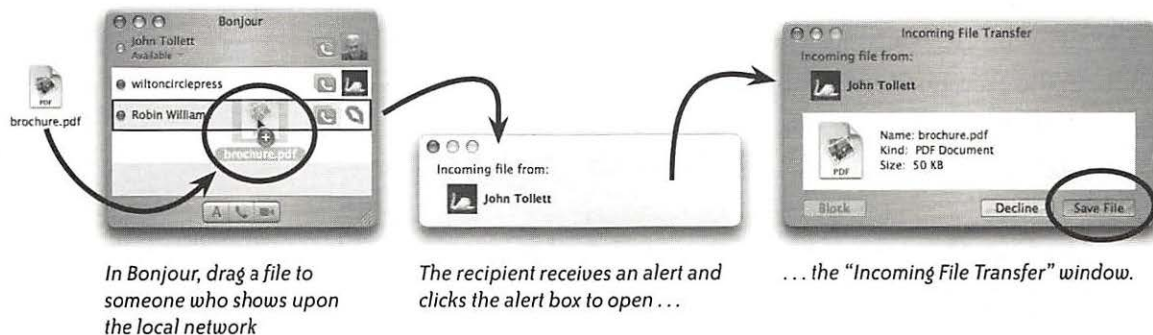 PDF
brochure.pdf
Bonjour
John Tollett
Available
wiltoncirclepress
Robin William
brochure.pdf
A
In Bonjour, drag a file to
someone who shows upon
the local network
Incoming file from:
John Tollett
The recipient receives an alert and
clicks the alert box to open . . .
Incoming File Transfer
Incoming file from:
John Tollett
PDF
Name: brochure.pdf
Kind: PDF Document
Size: 50 KB
Block
Decline
Save File
. . . the “Incoming File Transfer” window.